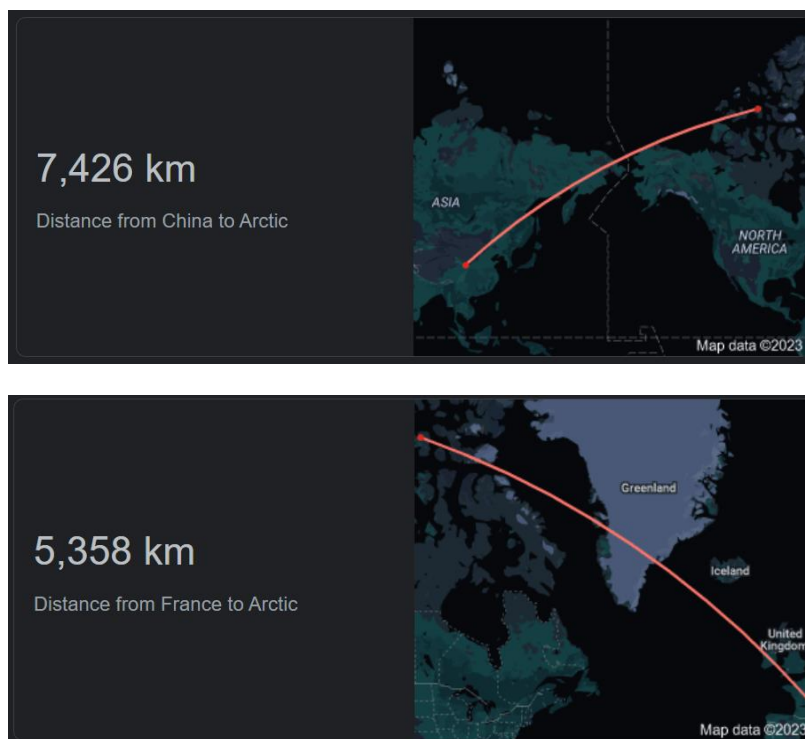 7,426 km
Distance from China to Arctic
ASIA
NORTH
AMERICA
Map data ©2023
5,358 km
Distance from France to Arctic
Greenland
Iceland
United
Kingdom
Map data ©2023